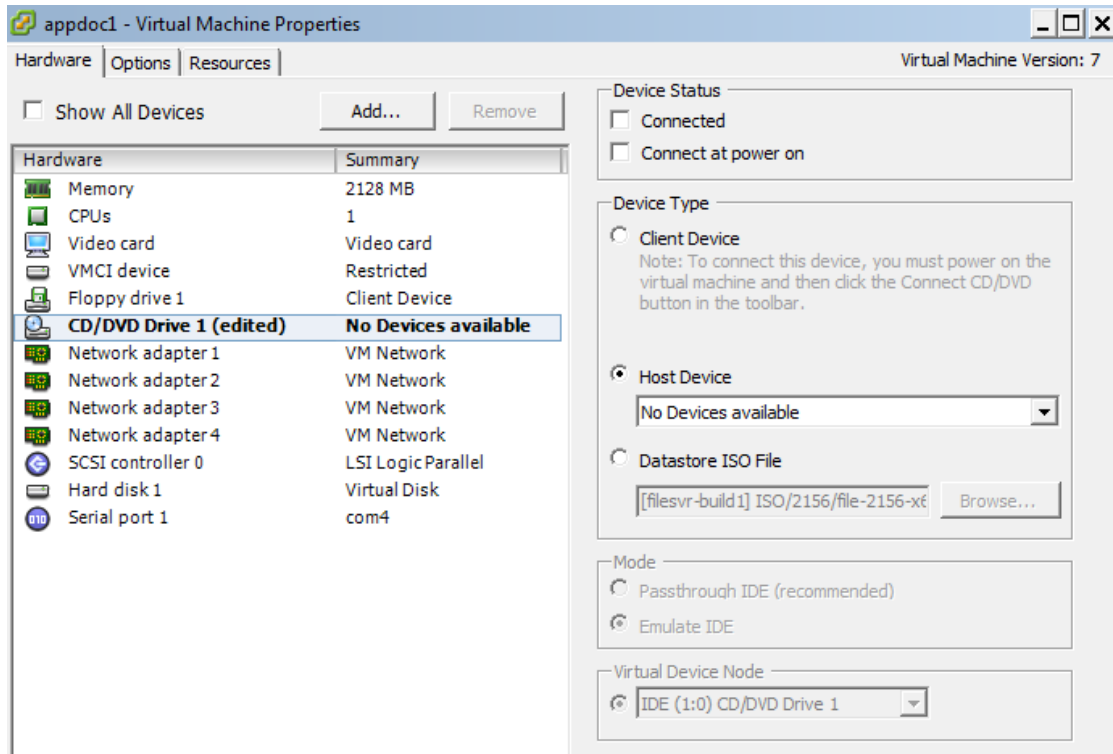 appdoc1 - Virtual Machine Properties
Hardware Options Resources Virtual Machine Version: 7
Show All Devices Add... Remove
Hardware Summary
Memory 2128 MB
CPUs 1
Video card Video card
VMCI device Restricted
Floppy drive 1 Client Device
CD/DVD Drive 1 (edited) No Devices available
Network adapter 1 VM Network
Network adapter 2 VM Network
Network adapter 3 VM Network
Network adapter 4 VM Network
SCSI controller 0 LSI Logic Parallel
Hard disk 1 Virtual Disk
Serial port 1 com4
Device Status
Connected
Connect at power on
Device Type
Client Device
Note: To connect this device, you must power on the
virtual machine and then click the Connect CD/DVD
button in the toolbar.
Host Device
No Devices available
Datastore ISO File
[filesvr-build1] ISO/2156/file-2156-x6 Browse...
Mode
Passthrough IDE (recommended)
Emulate IDE
Virtual Device Node
IDE (1:0) CD/DVD Drive 1